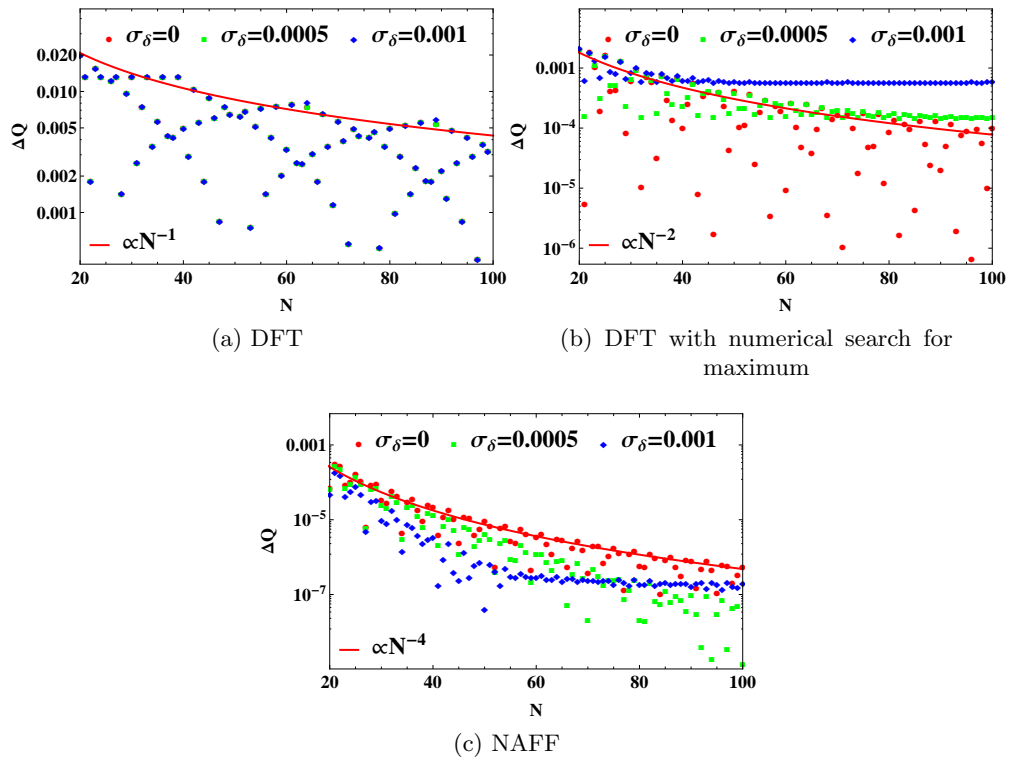 σδ=0 σδ=0.0005 σδ=0.001
0.020
0.010
0.005
0.001
ΔQ
∝N⁻¹
20 40 60 80 100
N
(a) DFT
σδ=0 σδ=0.0005 σδ=0.001
0.001
10⁻⁴
10⁻⁵
10⁻⁶
ΔQ
∝N⁻²
20 40 60 80 100
N
(b) DFT with numerical search for
maximum
σδ=0 σδ=0.0005 σδ=0.001
0.001
10⁻⁵
10⁻⁷
ΔQ
∝N⁻⁴
20 40 60 80 100
N
(c) NAFF